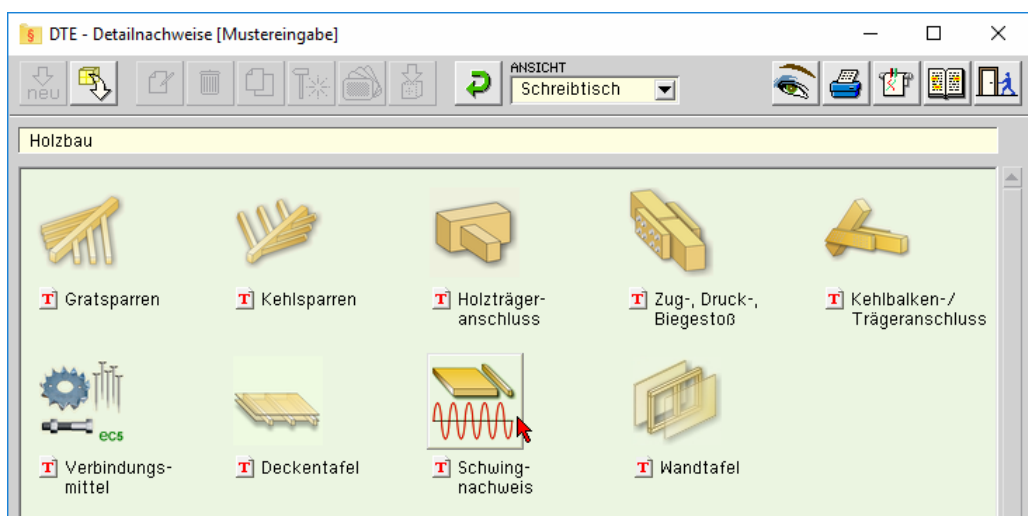 § DTE - Detailnachweise [Mustereingabe]
neu
ANSICHT
Schreibtisch
Holzbau
T Gratsparren
T Kehlsparren
T Holzträger-
anschluss
T Zug-, Druck-,
Biegestoß
T Kehlbalken-/
Trägeranschluss
ec5
T Verbindungs-
mittel
T Deckentafel
T Schwing-
nachweis
T Wandtafel